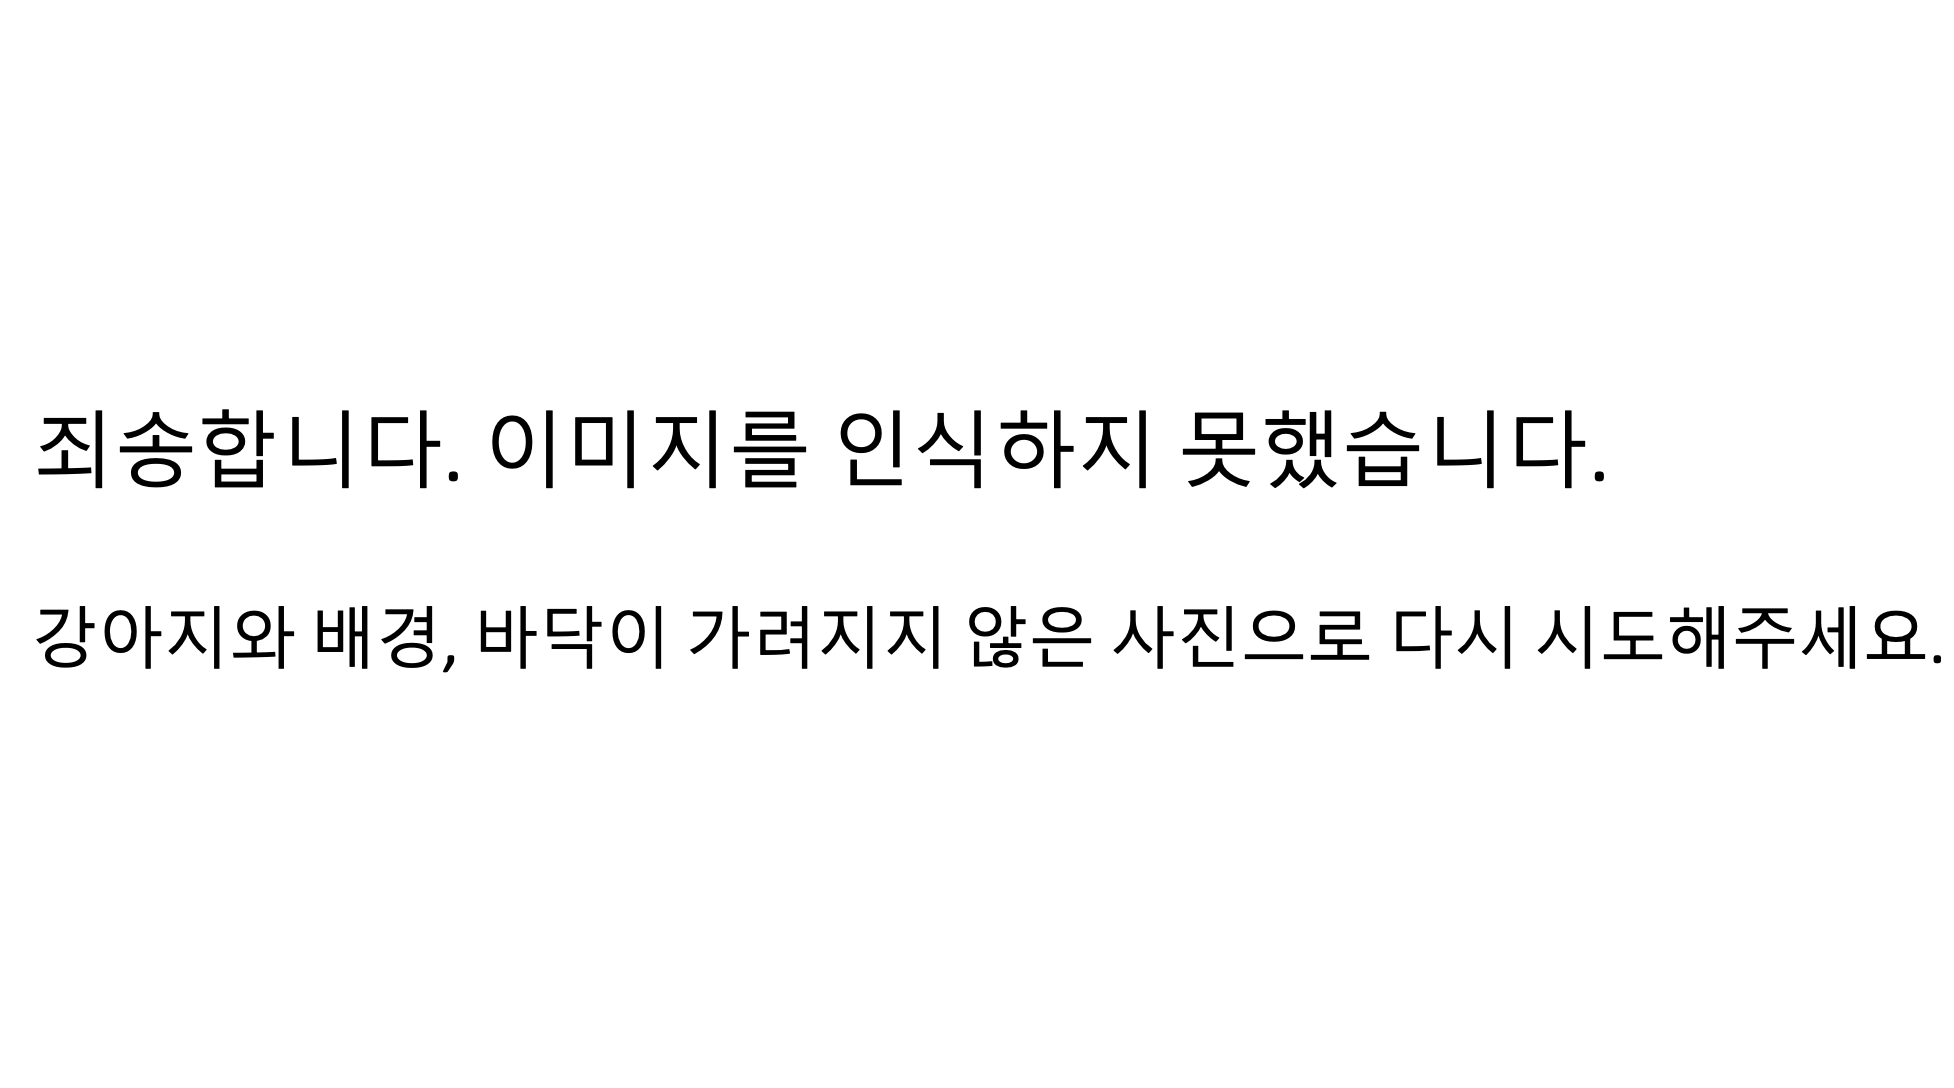 죄송합니다. 이미지를 인식하지 못했습니다.
강아지와 배경, 바닥이 가려지지 않은 사진으로 다시 시도해주세요.